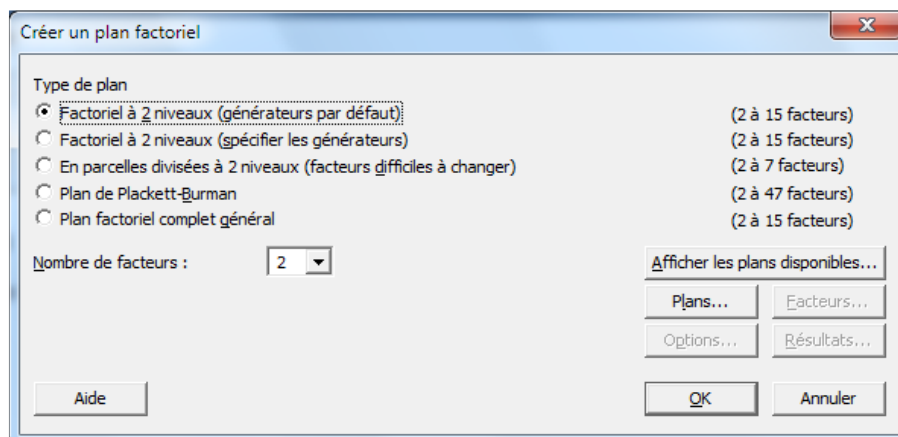 Créer un plan factoriel
Type de plan
Factoriel à 2 niveaux (générateurs par défaut) (2 à 15 facteurs)
Factoriel à 2 niveaux (spécifier les générateurs) (2 à 15 facteurs)
En parcelles divisées à 2 niveaux (facteurs difficiles à changer) (2 à 7 facteurs)
Plan de Plackett-Burman (2 à 47 facteurs)
Plan factoriel complet général (2 à 15 facteurs)
Nombre de facteurs : 2 Afficher les plans disponibles...
Plans... Facteurs...
Options... Résultats...
Aide OK Annuler